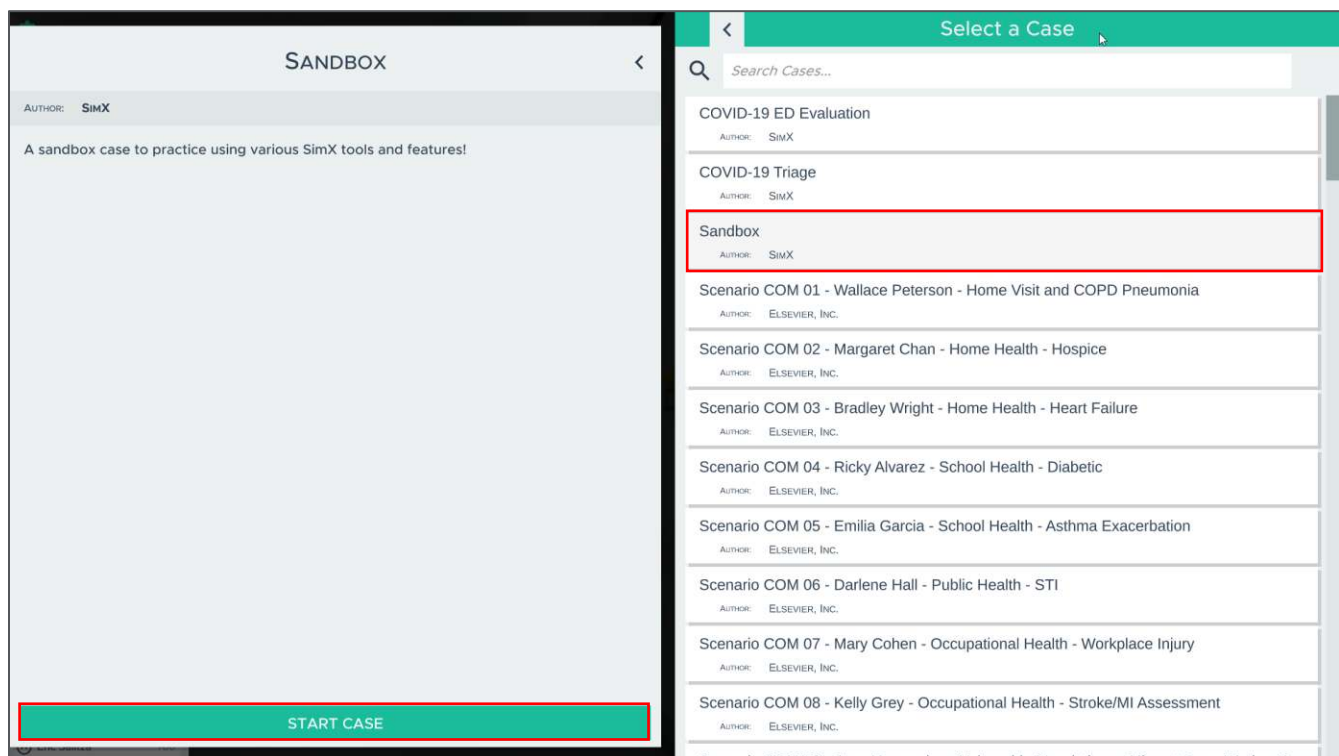 SANDBOX
AUTHOR: SIMX
A sandbox case to practice using various SimX tools and features!
START CASE
Select a Case
Search Cases...
COVID-19 ED Evaluation
AUTHOR: SIMX
COVID-19 Triage
AUTHOR: SIMX
Sandbox
AUTHOR: SIMX
Scenario COM 01 - Wallace Peterson - Home Visit and COPD Pneumonia
AUTHOR: ELSEVIER, INC.
Scenario COM 02 - Margaret Chan - Home Health - Hospice
AUTHOR: ELSEVIER, INC.
Scenario COM 03 - Bradley Wright - Home Health - Heart Failure
AUTHOR: ELSEVIER, INC.
Scenario COM 04 - Ricky Alvarez - School Health - Diabetic
AUTHOR: ELSEVIER, INC.
Scenario COM 05 - Emilia Garcia - School Health - Asthma Exacerbation
AUTHOR: ELSEVIER, INC.
Scenario COM 06 - Darlene Hall - Public Health - STI
AUTHOR: ELSEVIER, INC.
Scenario COM 07 - Mary Cohen - Occupational Health - Workplace Injury
AUTHOR: ELSEVIER, INC.
Scenario COM 08 - Kelly Grey - Occupational Health - Stroke/MI Assessment
AUTHOR: ELSEVIER, INC.